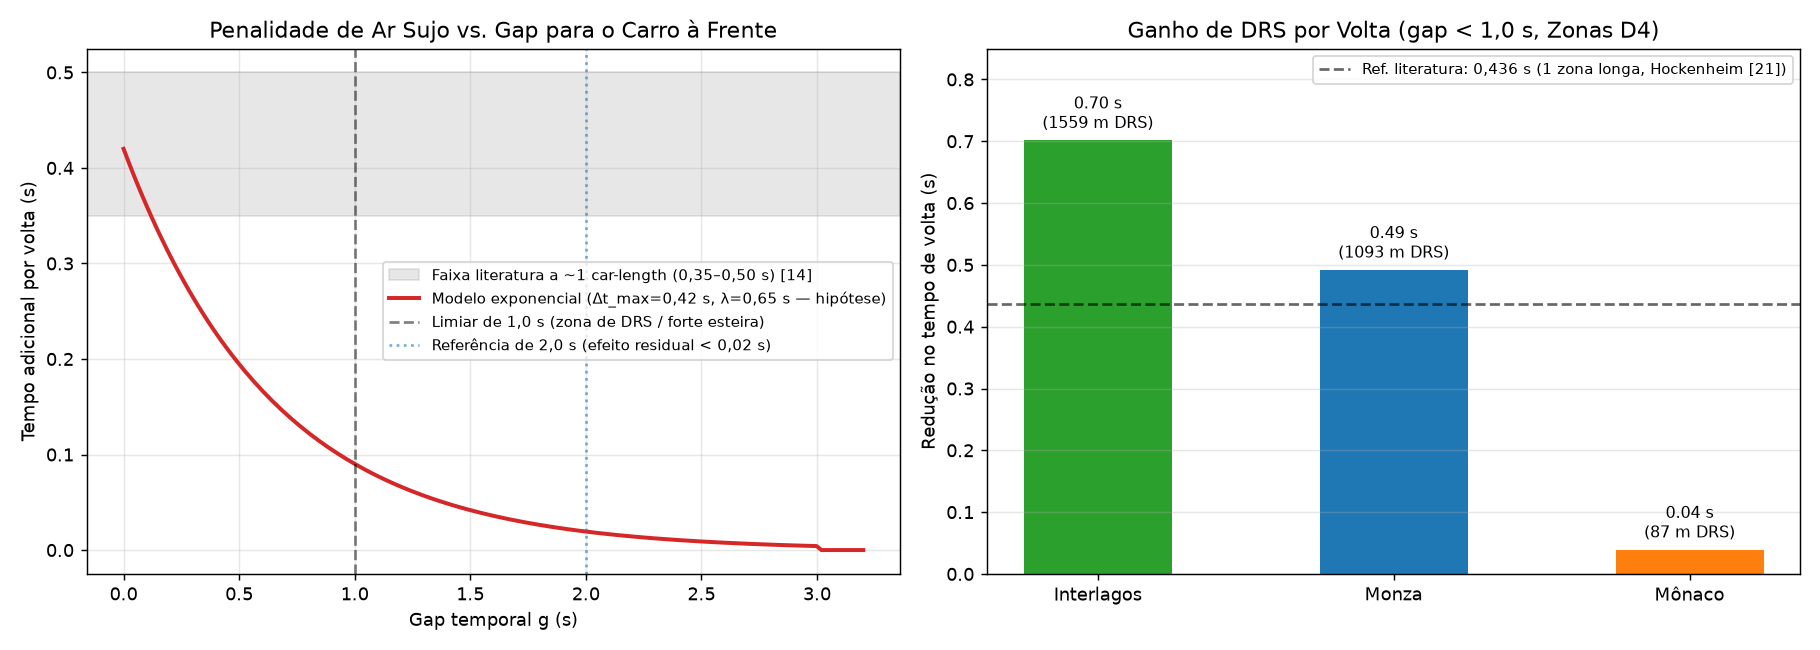 Penalidade de Ar Sujo vs. Gap para o Carro à Frente
Tempo adicional por volta (s)
0.5
0.4
0.3
0.2
0.1
0.0
Faixa literatura a ~1 car-length (0,35–0,50 s) [14]
Modelo exponencial (Δt_max=0,42 s, λ=0,65 s — hipótese)
Limiar de 1,0 s (zona de DRS / forte esteira)
Referência de 2,0 s (efeito residual < 0,02 s)
0.0 0.5 1.0 1.5 2.0 2.5 3.0
Gap temporal g (s)
Ganho de DRS por Volta (gap < 1,0 s, Zonas D4)
Redução no tempo de volta (s)
0.8
0.7
0.6
0.5
0.4
0.3
0.2
0.1
0.0
Ref. literatura: 0,436 s (1 zona longa, Hockenheim [21])
0.70 s
(1559 m DRS)
0.49 s
(1093 m DRS)
0.04 s
(87 m DRS)
Interlagos Monza Mônaco